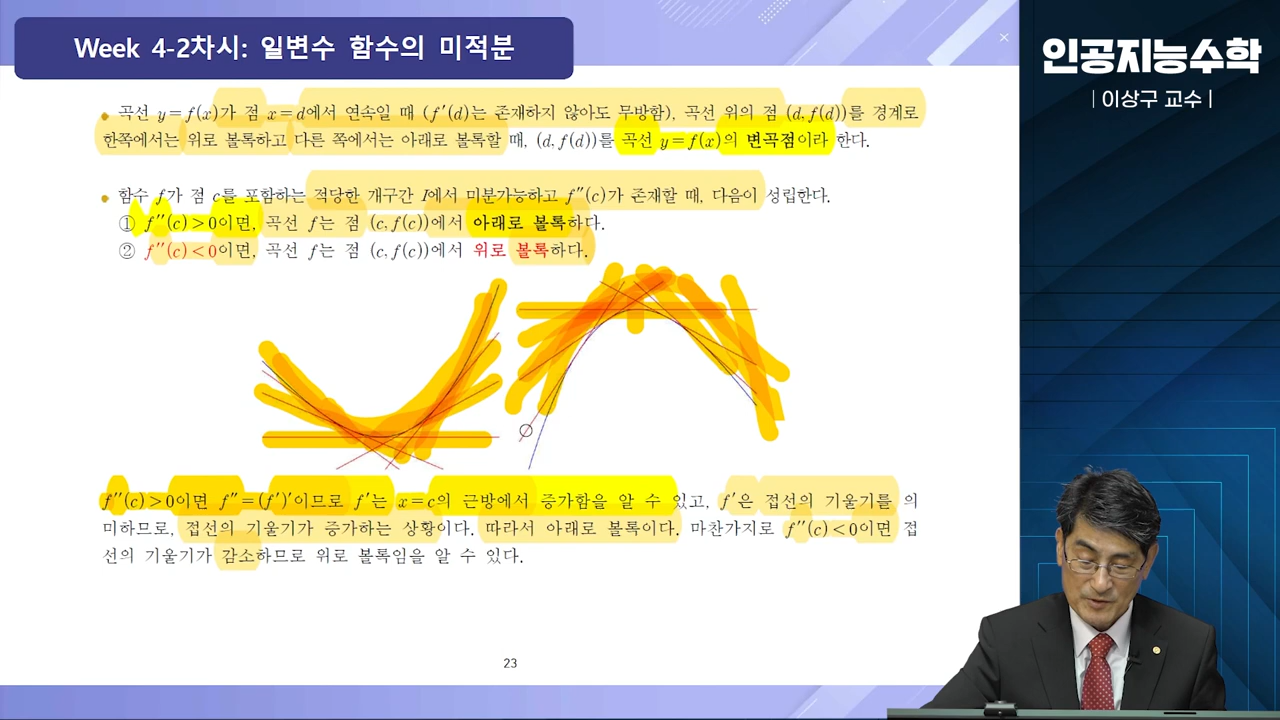 Week 4-2차시: 일변수 함수의 미적분
인공지능수학
| 이상구 교수 |
곡선 y=f(x)가 점 x=d에서 연속일 때 (f′(d)는 존재하지 않아도 무방함), 곡선 위의 점 (d, f(d))를 경계로
한쪽에서는 위로 볼록하고 다른 쪽에서는 아래로 볼록할 때, (d, f(d))를 곡선 y=f(x)의 변곡점이라 한다.
함수 f가 점 c를 포함하는 적당한 개구간 I에서 미분가능하고 f″(c)가 존재할 때, 다음이 성립한다.
① f″(c)>0이면, 곡선 f는 점 (c, f(c))에서 아래로 볼록하다.
② f″(c)<0이면, 곡선 f는 점 (c, f(c))에서 위로 볼록하다.
f″(c)>0이면 f″=(f′)′이므로 f′는 x=c의 근방에서 증가함을 알 수 있고, f′은 접선의 기울기를 의
미하므로, 접선의 기울기가 증가하는 상황이다. 따라서 아래로 볼록이다. 마찬가지로 f″(c)<0이면 접
선의 기울기가 감소하므로 위로 볼록임을 알 수 있다.
23